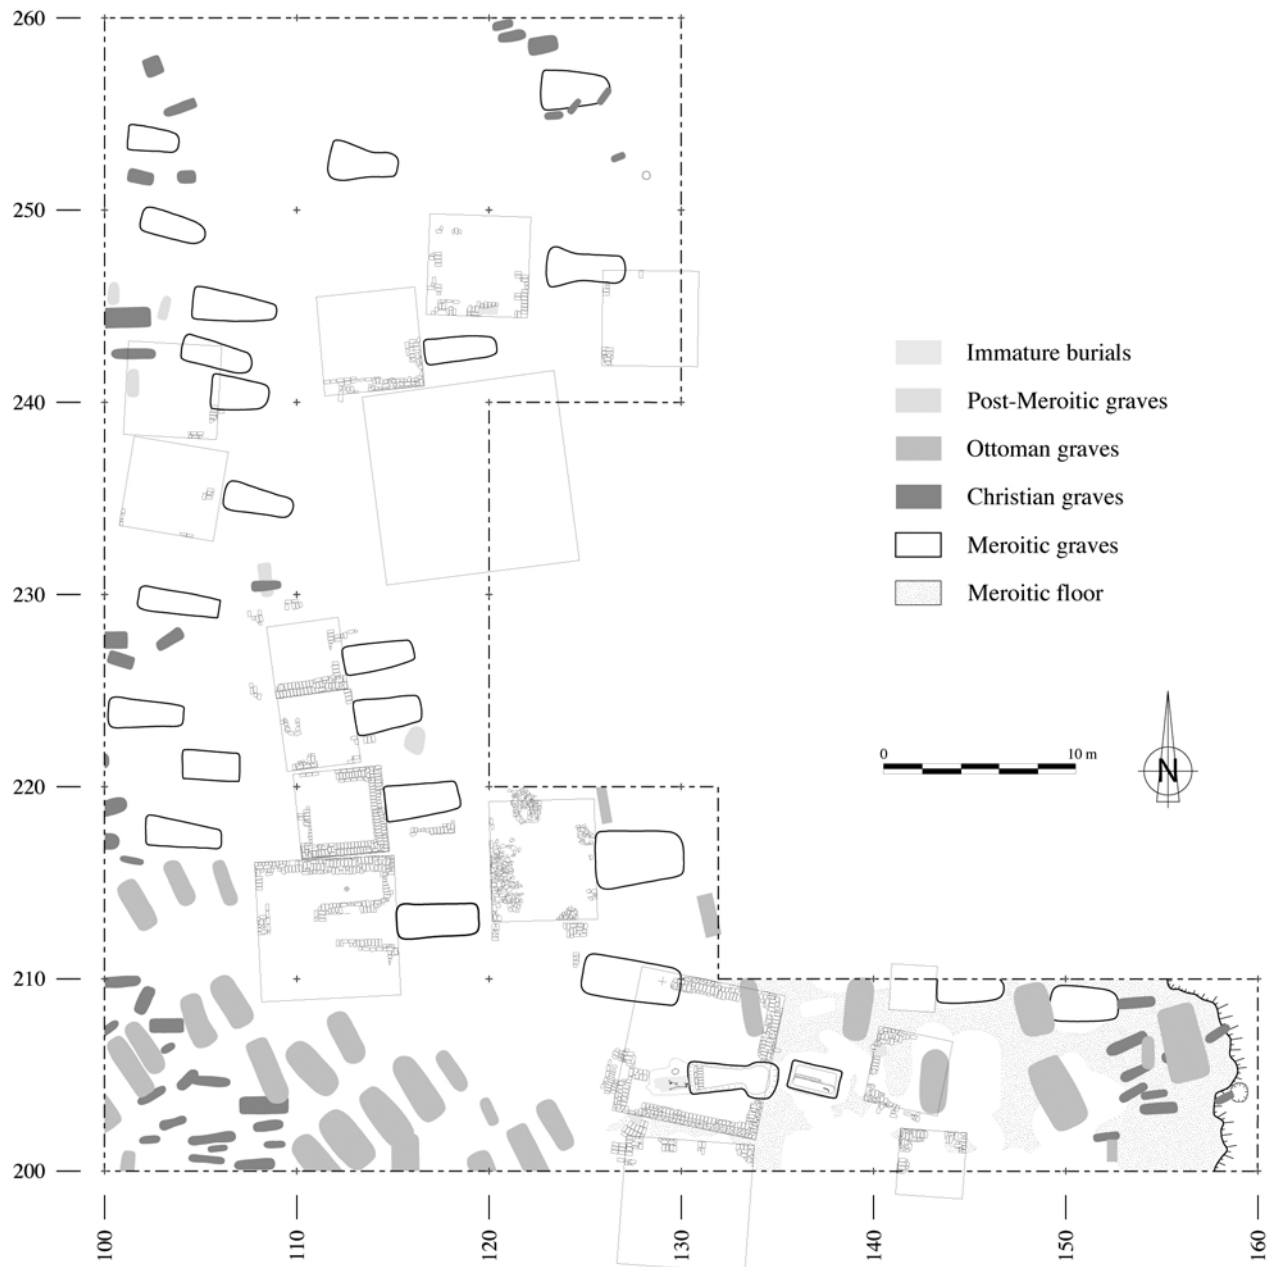 260
250
240
230
220
210
200
Immature burials
Post-Meroitic graves
Ottoman graves
Christian graves
Meroitic graves
Meroitic floor
0 10 m
N
100 110 120 130 140 150 160